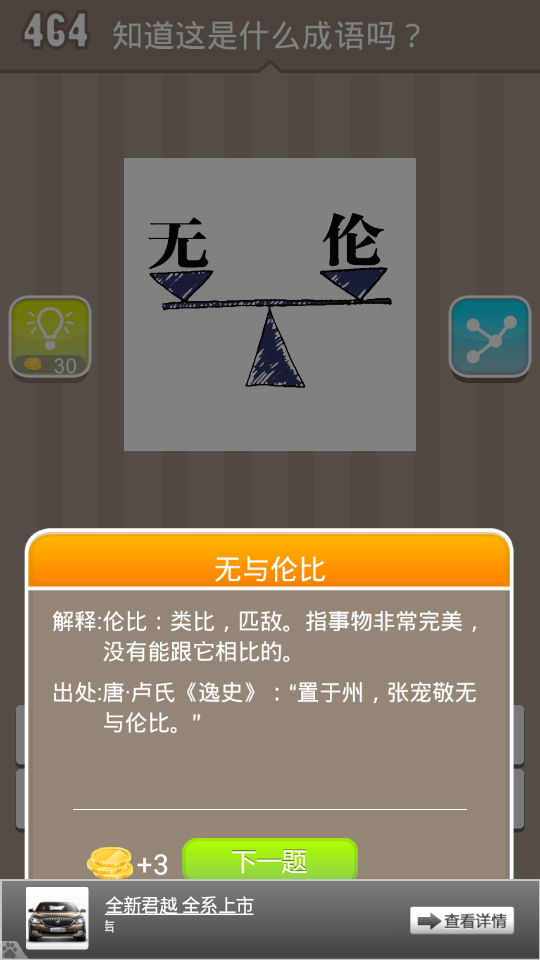 464 知道这是什么成语吗？
无 伦
30
无与伦比
解释:伦比：类比，匹敌。指事物非常完美，
没有能跟它相比的。
出处:唐·卢氏《逸史》："置于州，张宠敬无
与伦比。"
+3 下一题
全新君越 全系上市
查看详情